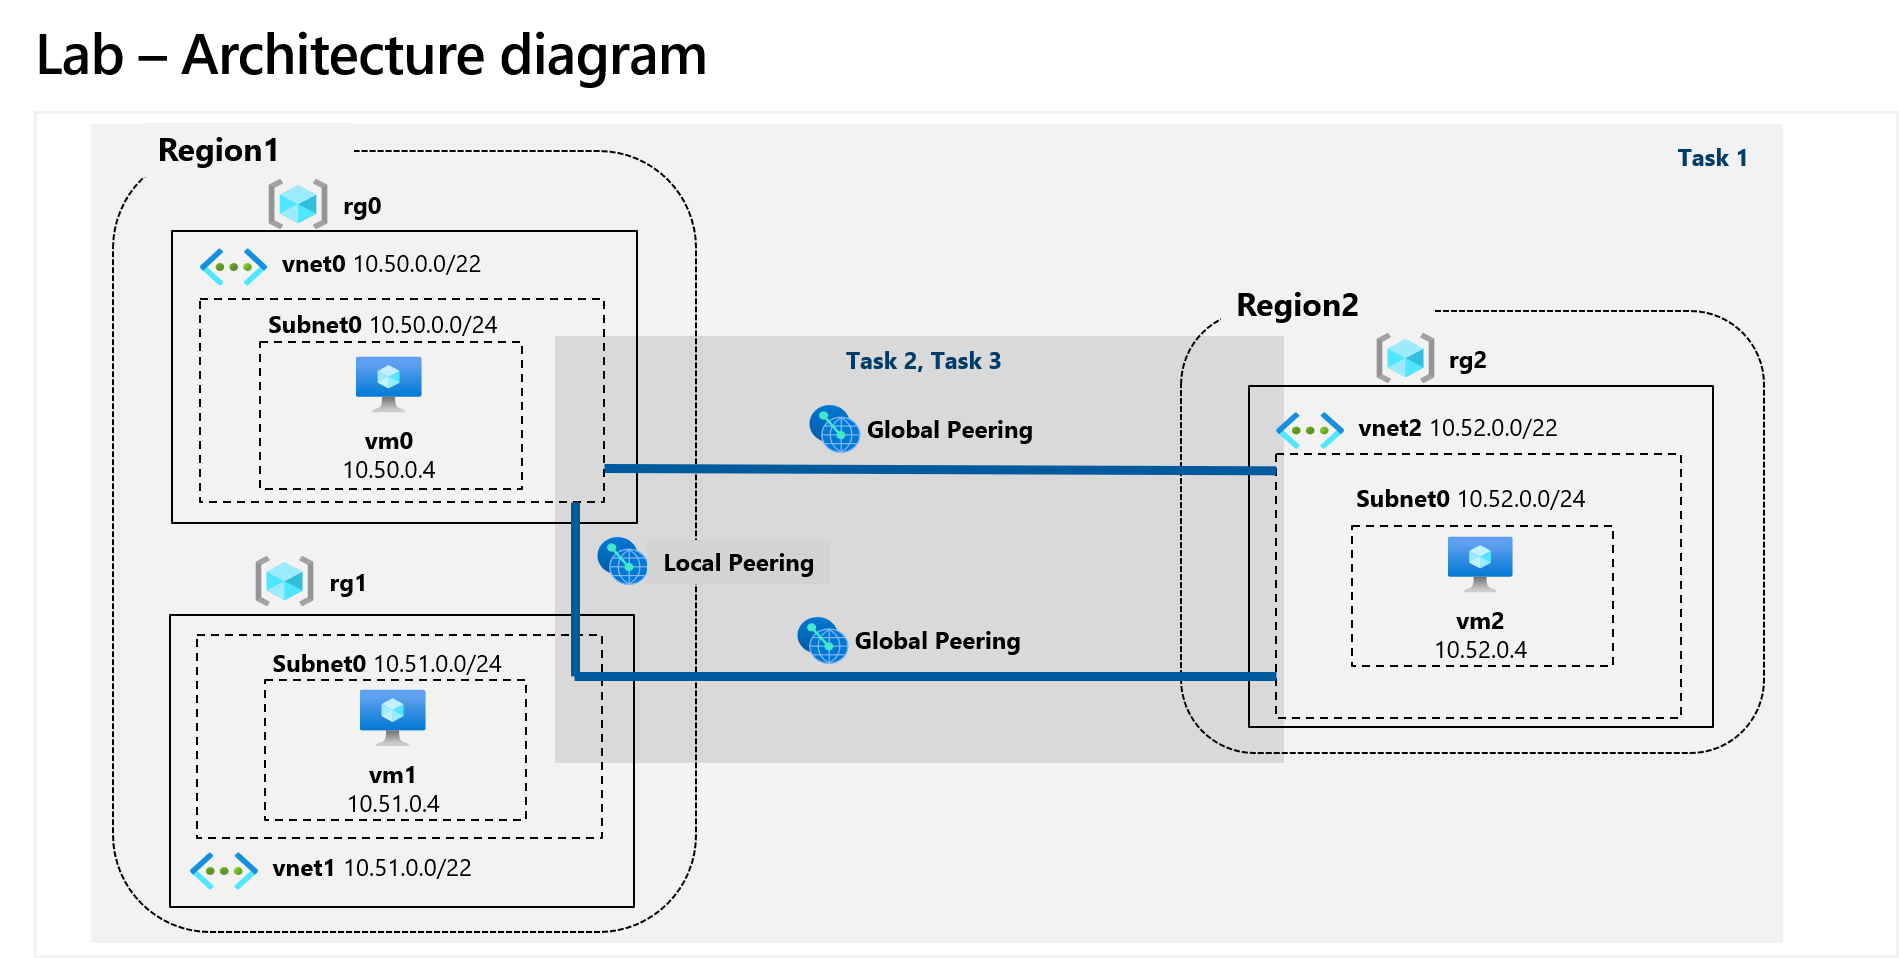 Lab – Architecture diagram
Region1
Task 1
rg0
vnet0 10.50.0.0/22
Subnet0 10.50.0.0/24
vm0
10.50.0.4
Task 2, Task 3
Global Peering
Local Peering
Global Peering
rg1
Subnet0 10.51.0.0/24
vm1
10.51.0.4
vnet1 10.51.0.0/22
Region2
rg2
vnet2 10.52.0.0/22
Subnet0 10.52.0.0/24
vm2
10.52.0.4